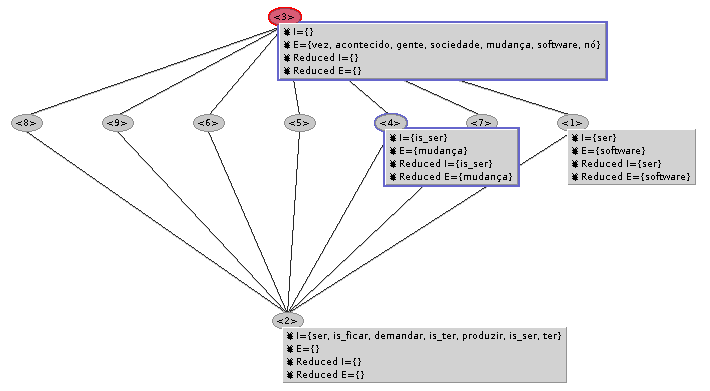 <3>
I={}
E={vez, acontecido, gente, sociedade, mudança, software, nó}
Reduced I={}
Reduced E={}
<8>
<9>
<6>
<5>
<4>
<7>
<1>
I={is_ser}
E={mudança}
Reduced I={is_ser}
Reduced E={mudança}
I={ser}
E={software}
Reduced I={ser}
Reduced E={software}
<2>
I={ser, is_ficar, demandar, is_ter, produzir, is_ser, ter}
E={}
Reduced I={}
Reduced E={}